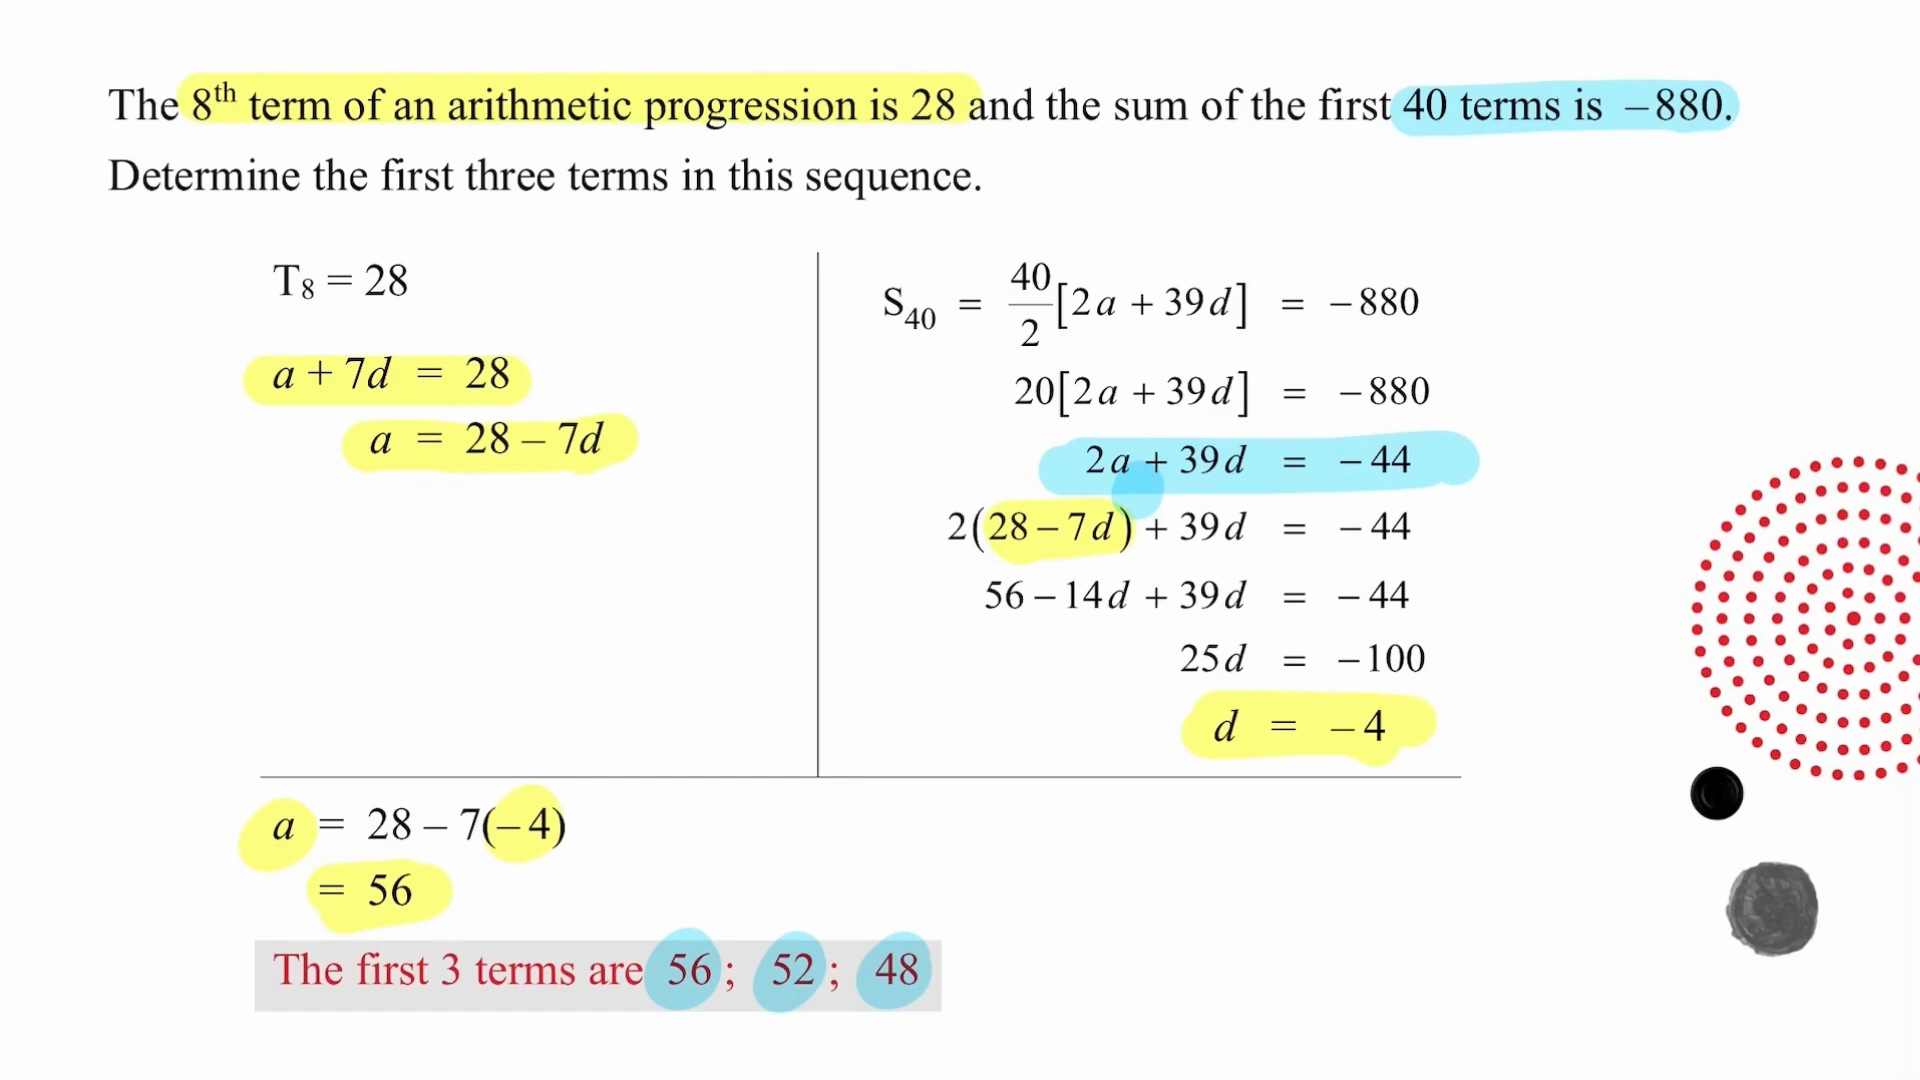 The 8th term of an arithmetic progression is 28 and the sum of the first 40 terms is −880.
Determine the first three terms in this sequence.
T₈ = 28
a + 7d = 28
a = 28 – 7d
S₄₀ = 40/2[2a + 39d] = −880
20[2a + 39d] = −880
2a + 39d = −44
2(28 − 7d) + 39d = −44
56 − 14d + 39d = −44
25d = −100
d = −4
a = 28 – 7(–4)
= 56
The first 3 terms are 56; 52; 48